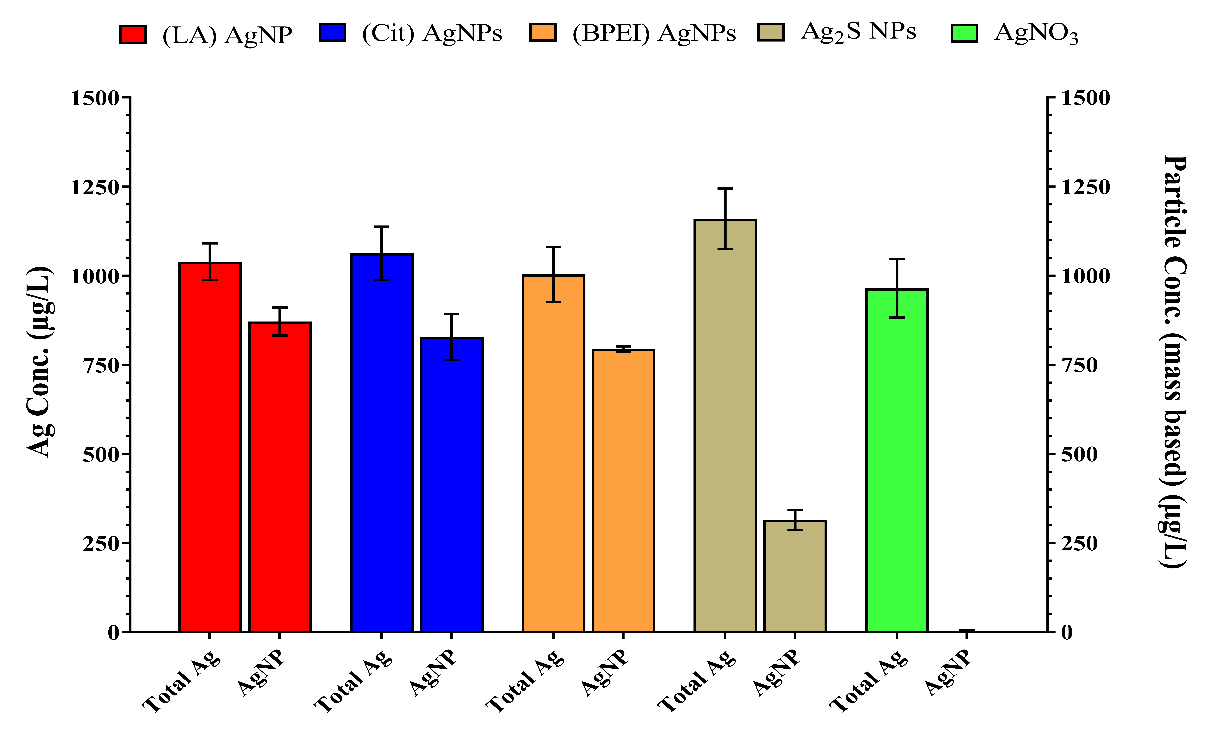 (LA) AgNP (Cit) AgNPs (BPEI) AgNPs Ag₂S NPs AgNO₃
1500 1500
1250 1250
1000 1000
750 750
500 500
250 250
0 0
Ag Conc. (µg/L)
Particle Conc. (mass based) (µg/L)
Total Ag AgNP Total Ag AgNP Total Ag AgNP Total Ag AgNP Total Ag AgNP